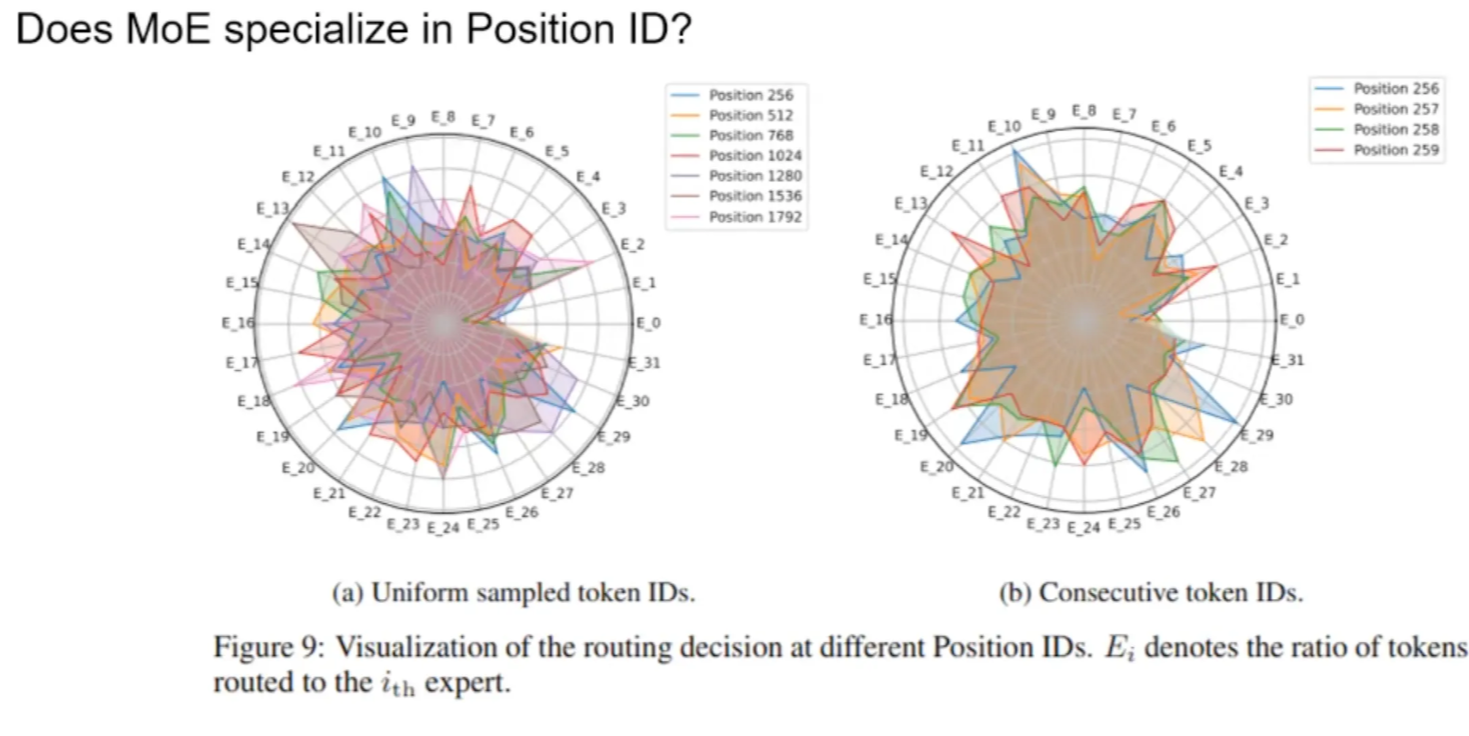 Does MoE specialize in Position ID?
E_8
E_9
E_7
E_10
E_6
E_11
E_5
E_12
E_4
E_13
E_3
E_14
E_2
E_15
E_1
E_16
E_0
E_17
E_31
E_18
E_30
E_19
E_29
E_20
E_28
E_21
E_27
E_22
E_26
E_23
E_24
E_25
Position 256
Position 512
Position 768
Position 1024
Position 1280
Position 1536
Position 1792
E_8
E_9
E_7
E_10
E_6
E_11
E_5
E_12
E_4
E_13
E_3
E_14
E_2
E_15
E_1
E_16
E_0
E_17
E_31
E_18
E_30
E_19
E_29
E_20
E_28
E_21
E_27
E_22
E_26
E_23
E_24
E_25
Position 256
Position 257
Position 258
Position 259
(a) Uniform sampled token IDs.
(b) Consecutive token IDs.
Figure 9: Visualization of the routing decision at different Position IDs. Ei denotes the ratio of tokens
routed to the ith expert.